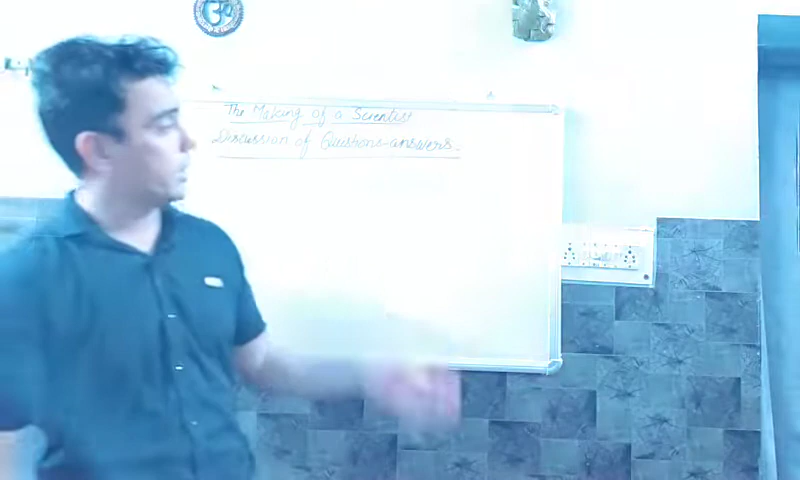 The Making of a Scientist
Discussion of Questions-answers.
ॐ